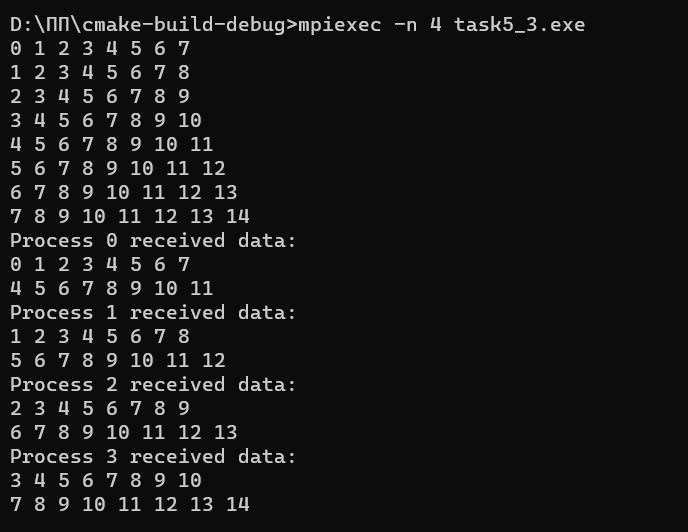 D:\ПП\cmake-build-debug>mpiexec -n 4 task5_3.exe
0 1 2 3 4 5 6 7
1 2 3 4 5 6 7 8
2 3 4 5 6 7 8 9
3 4 5 6 7 8 9 10
4 5 6 7 8 9 10 11
5 6 7 8 9 10 11 12
6 7 8 9 10 11 12 13
7 8 9 10 11 12 13 14
Process 0 received data:
0 1 2 3 4 5 6 7
4 5 6 7 8 9 10 11
Process 1 received data:
1 2 3 4 5 6 7 8
5 6 7 8 9 10 11 12
Process 2 received data:
2 3 4 5 6 7 8 9
6 7 8 9 10 11 12 13
Process 3 received data:
3 4 5 6 7 8 9 10
7 8 9 10 11 12 13 14